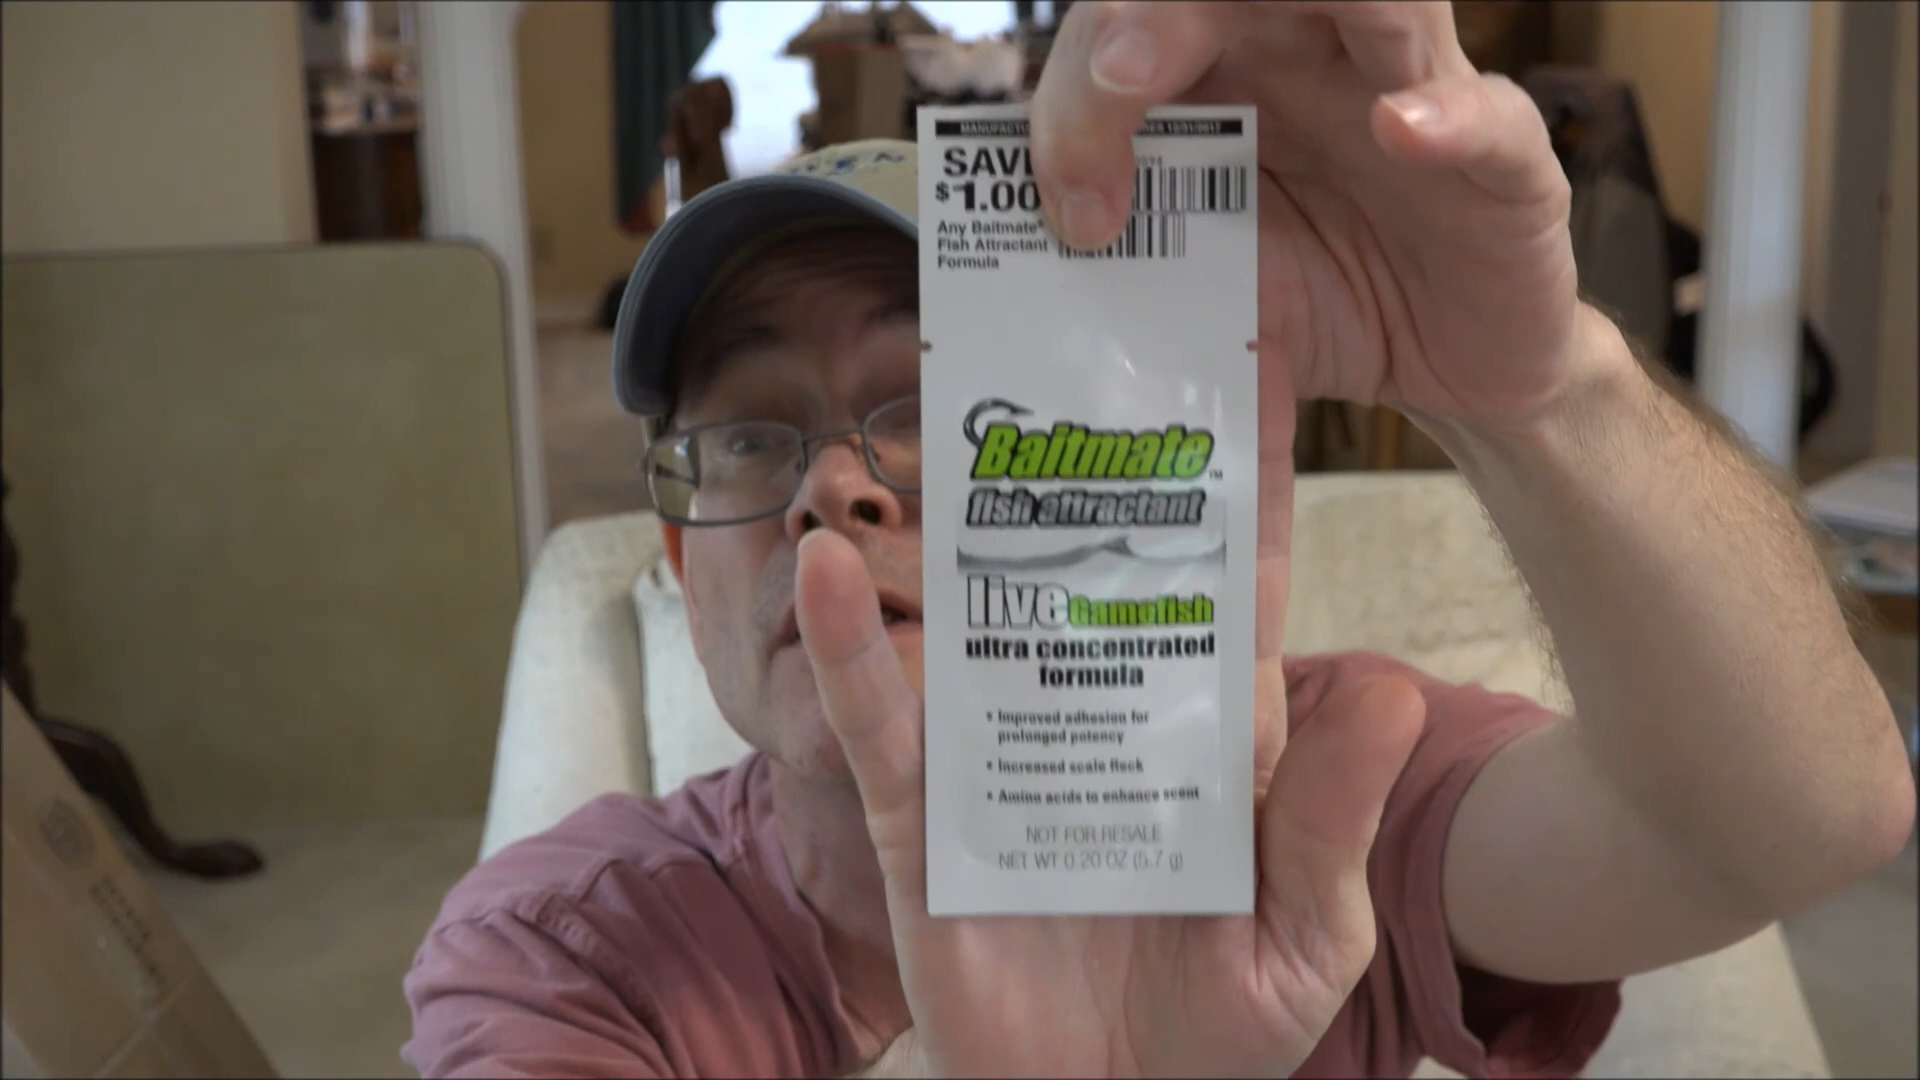 SAVE
$1.00
Any Baitmate®
Fish Attractant
Formula
Baitmate™
fish attractant
live Gamefish
ultra concentrated
formula
• Improved adhesion for
prolonged potency
• Increased scale fleck
• Amino acids to enhance scent
NOT FOR RESALE
NET WT 0.20 OZ (5.7 g)